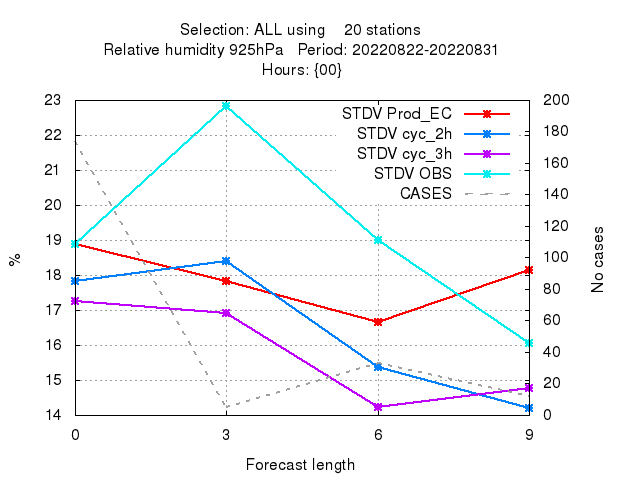 Selection: ALL using 20 stations
Relative humidity 925hPa Period: 20220822-20220831
Hours: {00}
STDV Prod_EC
STDV cyc_2h
STDV cyc_3h
STDV OBS
CASES
23
22
21
20
19
18
17
16
15
14
%
200
180
160
140
120
100
80
60
40
20
0
No cases
0 3 6 9
Forecast length